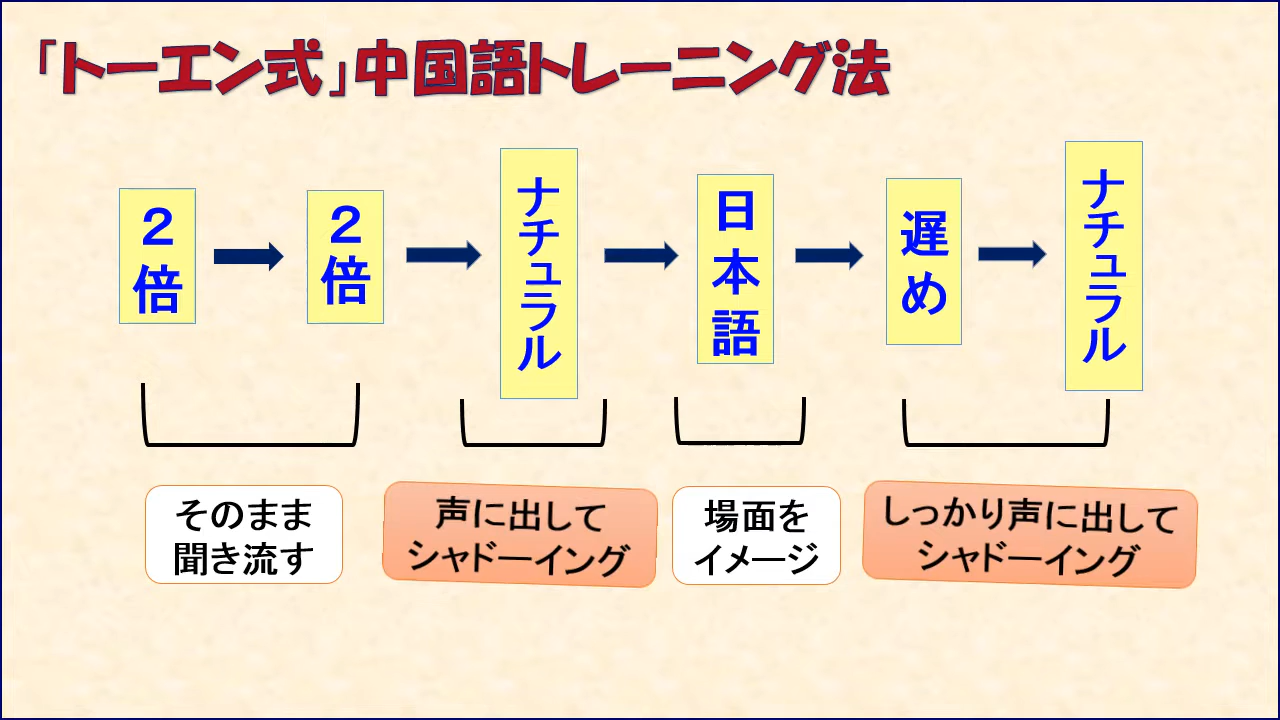 「トーエン式」中国語トレーニング法
２倍
２倍
ナチュラル
日本語
遅め
ナチュラル
そのまま
聞き流す
声に出して
シャドーイング
場面を
イメージ
しっかり声に出して
シャドーイング